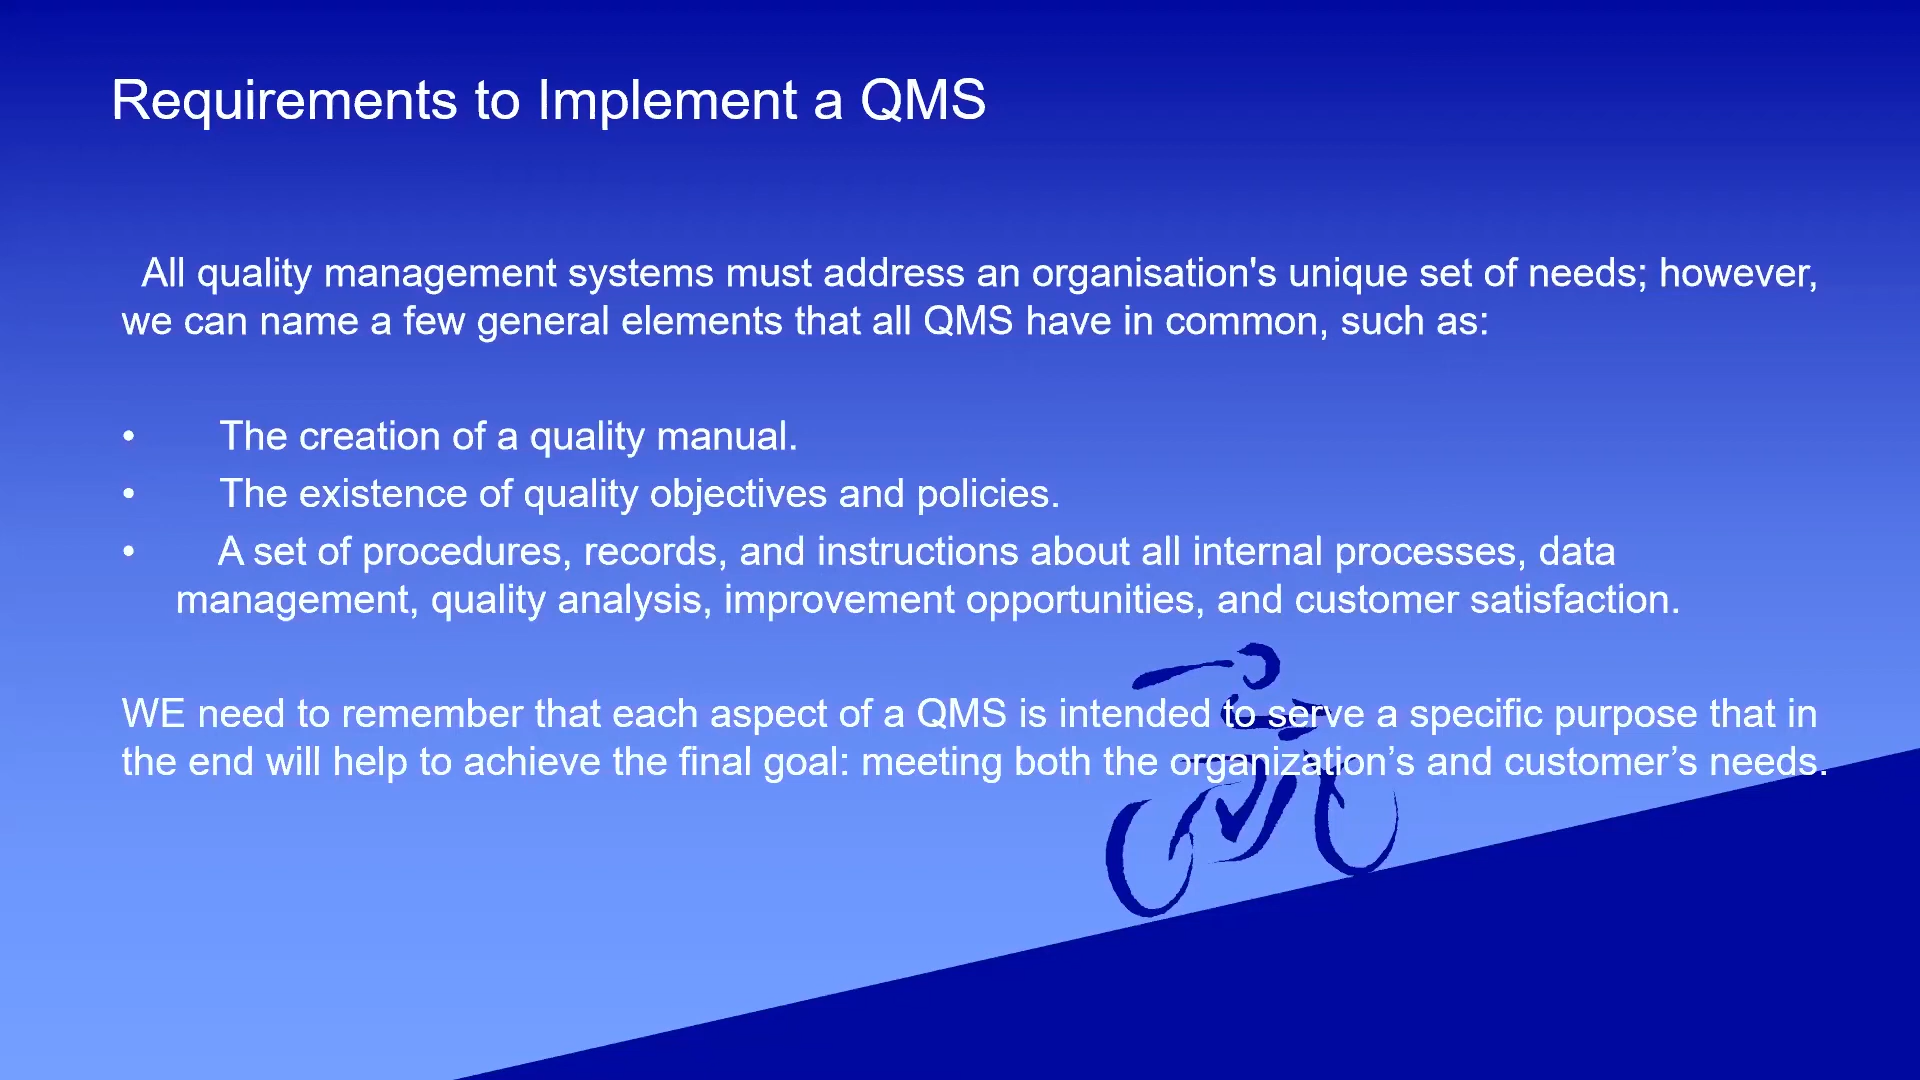 Requirements to Implement a QMS
All quality management systems must address an organisation's unique set of needs; however,
we can name a few general elements that all QMS have in common, such as:
• The creation of a quality manual.
• The existence of quality objectives and policies.
• A set of procedures, records, and instructions about all internal processes, data
management, quality analysis, improvement opportunities, and customer satisfaction.
WE need to remember that each aspect of a QMS is intended to serve a specific purpose that in
the end will help to achieve the final goal: meeting both the organization’s and customer’s needs.